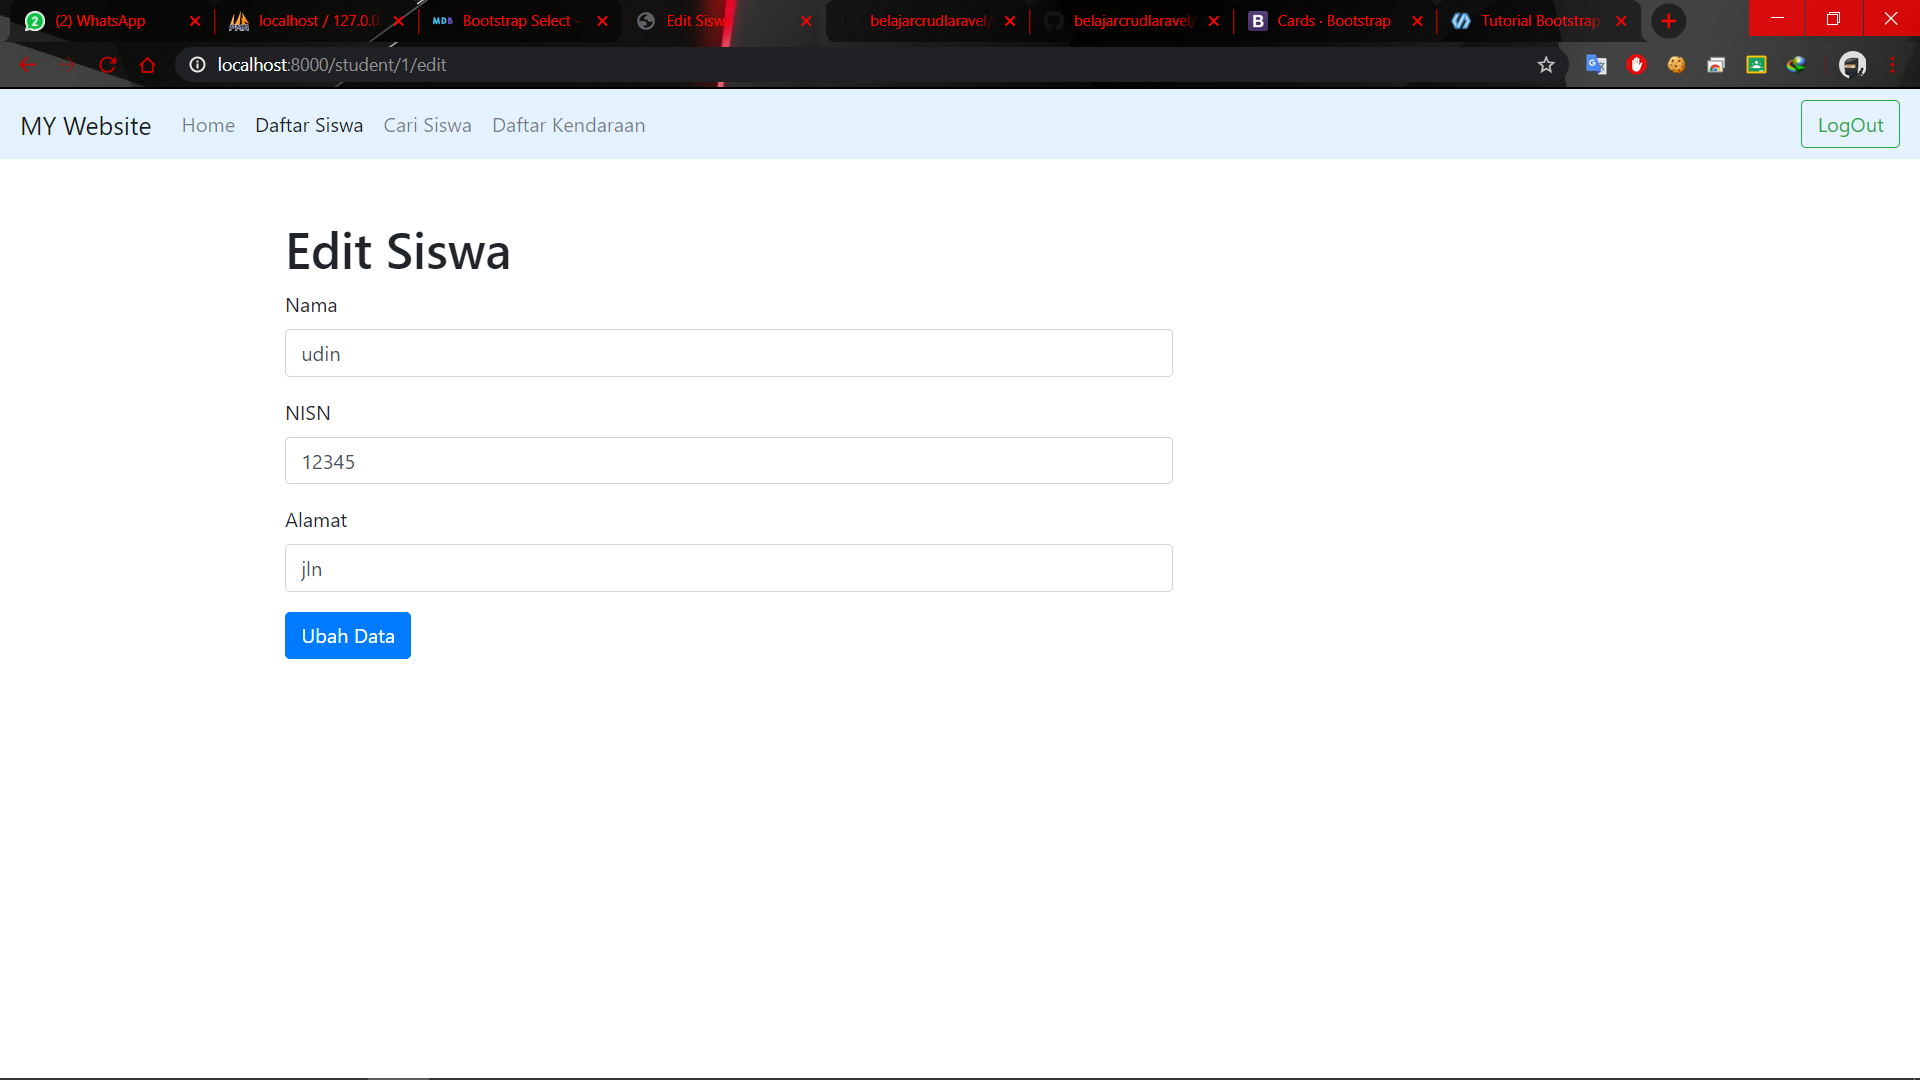 (2) WhatsApp
localhost / 127.0.0
MDB Bootstrap Select -
Edit Sisw
belajarcrudlaravel/
belajarcrudlaravel/
B Cards · Bootstrap
Tutorial Bootstrap
localhost:8000/student/1/edit
MY Website Home Daftar Siswa Cari Siswa Daftar Kendaraan LogOut
Edit Siswa
Nama
udin
NISN
12345
Alamat
jln
Ubah Data